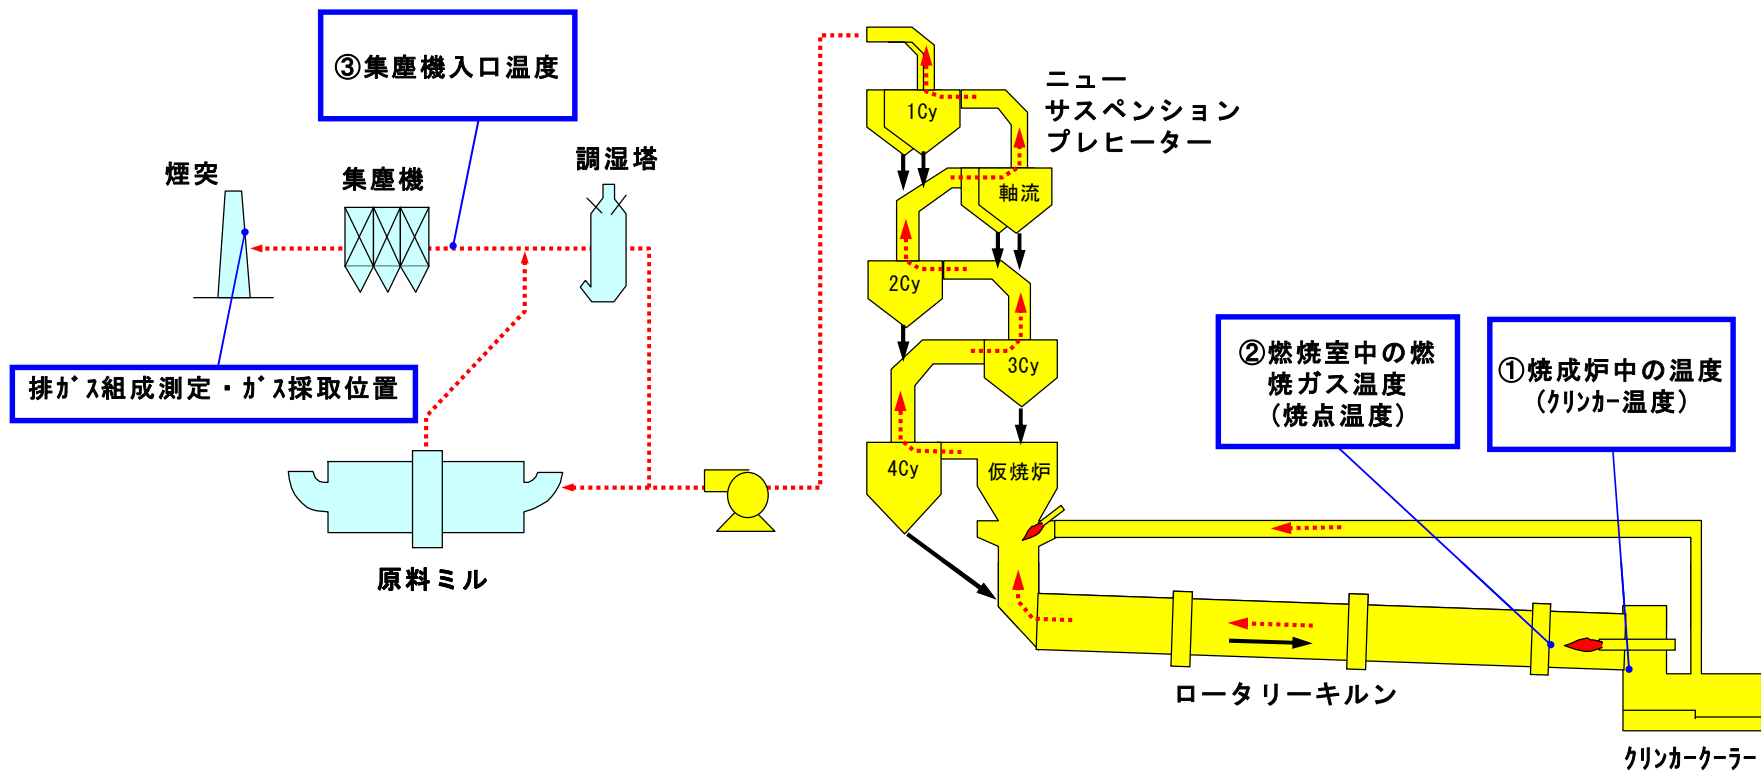 ③集塵機入口温度
ニュー
サスペンション
プレヒーター
1Cy
煙突
集塵機
調湿塔
軸流
2Cy
排ｶﾞｽ組成測定・ｶﾞｽ採取位置
3Cy
②燃焼室中の燃
焼ガス温度
(焼点温度)
①焼成炉中の温度
(ｸﾘﾝｶｰ温度)
4Cy
仮焼炉
原料ミル
ロータリーキルン
ｸﾘﾝｶｰｸｰﾗｰ